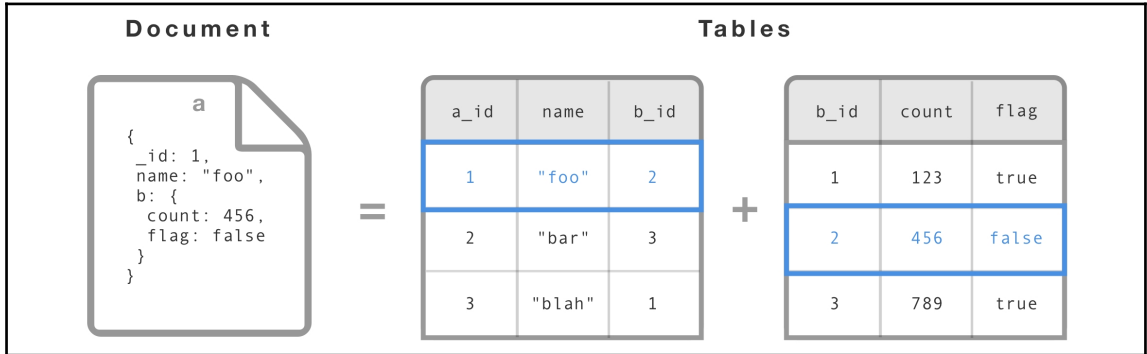 Document
Tables
a
{
_id: 1,
name: "foo",
b: {
count: 456,
flag: false
}
}
=
a_id name b_id
1 "foo" 2
2 "bar" 3
3 "blah" 1
+
b_id count flag
1 123 true
2 456 false
3 789 true